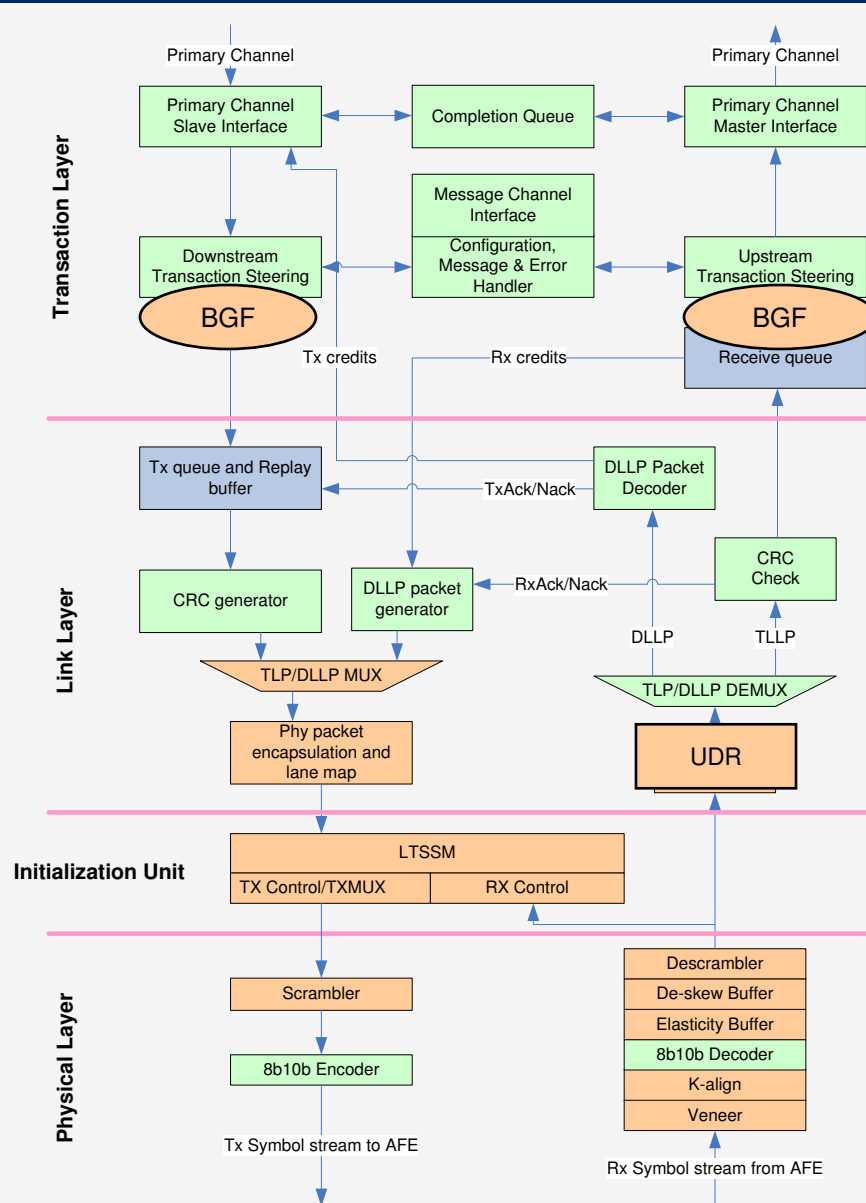 Primary Channel
Primary Channel
Primary Channel
Slave Interface
Completion Queue
Primary Channel
Master Interface
Transaction Layer
Message Channel
Interface
Downstream
Transaction Steering
Configuration,
Message & Error
Handler
Upstream
Transaction Steering
BGF
BGF
Tx credits
Rx credits
Receive queue
Link Layer
Tx queue and Replay
buffer
TxAck/Nack
DLLP Packet
Decoder
CRC generator
DLLP packet
generator
RxAck/Nack
CRC
Check
DLLP
TLLP
TLP/DLLP MUX
TLP/DLLP DEMUX
Phy packet
encapsulation and
lane map
UDR
Initialization Unit
LTSSM
TX Control/TXMUX
RX Control
Physical Layer
Scrambler
8b10b Encoder
Tx Symbol stream to AFE
Descrambler
De-skew Buffer
Elasticity Buffer
8b10b Decoder
K-align
Veneer
Rx Symbol stream from AFE